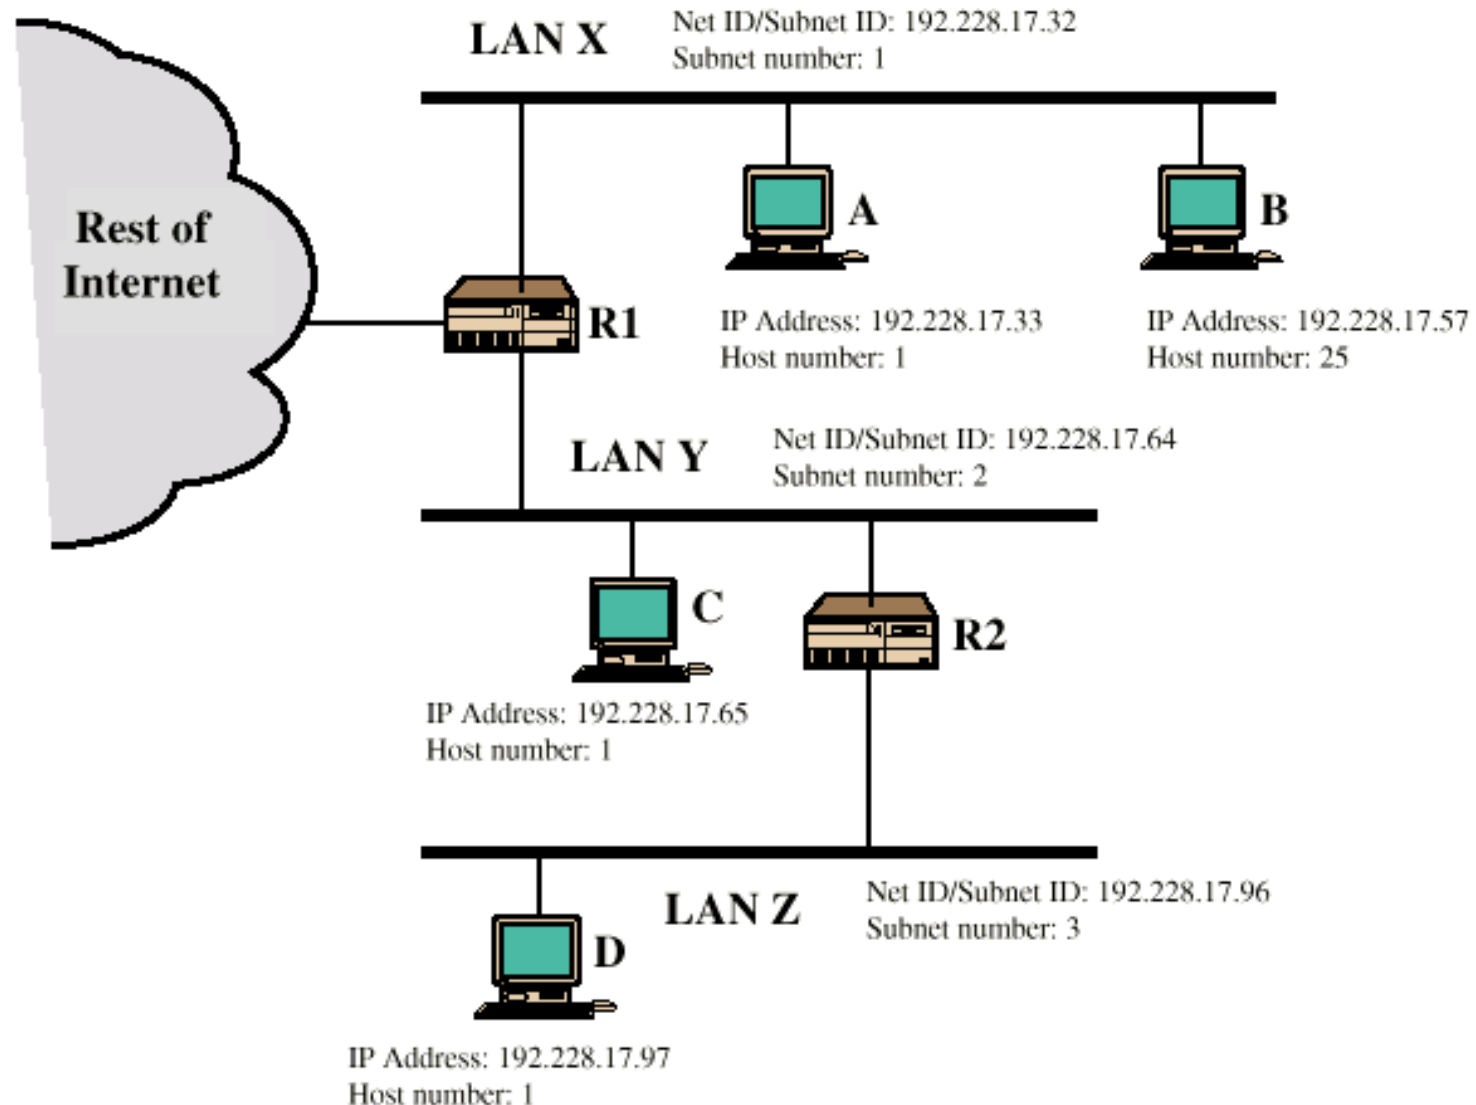 LAN X
Net ID/Subnet ID: 192.228.17.32
Subnet number: 1
Rest of
Internet
A
B
R1
IP Address: 192.228.17.33
Host number: 1
IP Address: 192.228.17.57
Host number: 25
LAN Y
Net ID/Subnet ID: 192.228.17.64
Subnet number: 2
C
R2
IP Address: 192.228.17.65
Host number: 1
LAN Z
Net ID/Subnet ID: 192.228.17.96
Subnet number: 3
D
IP Address: 192.228.17.97
Host number: 1